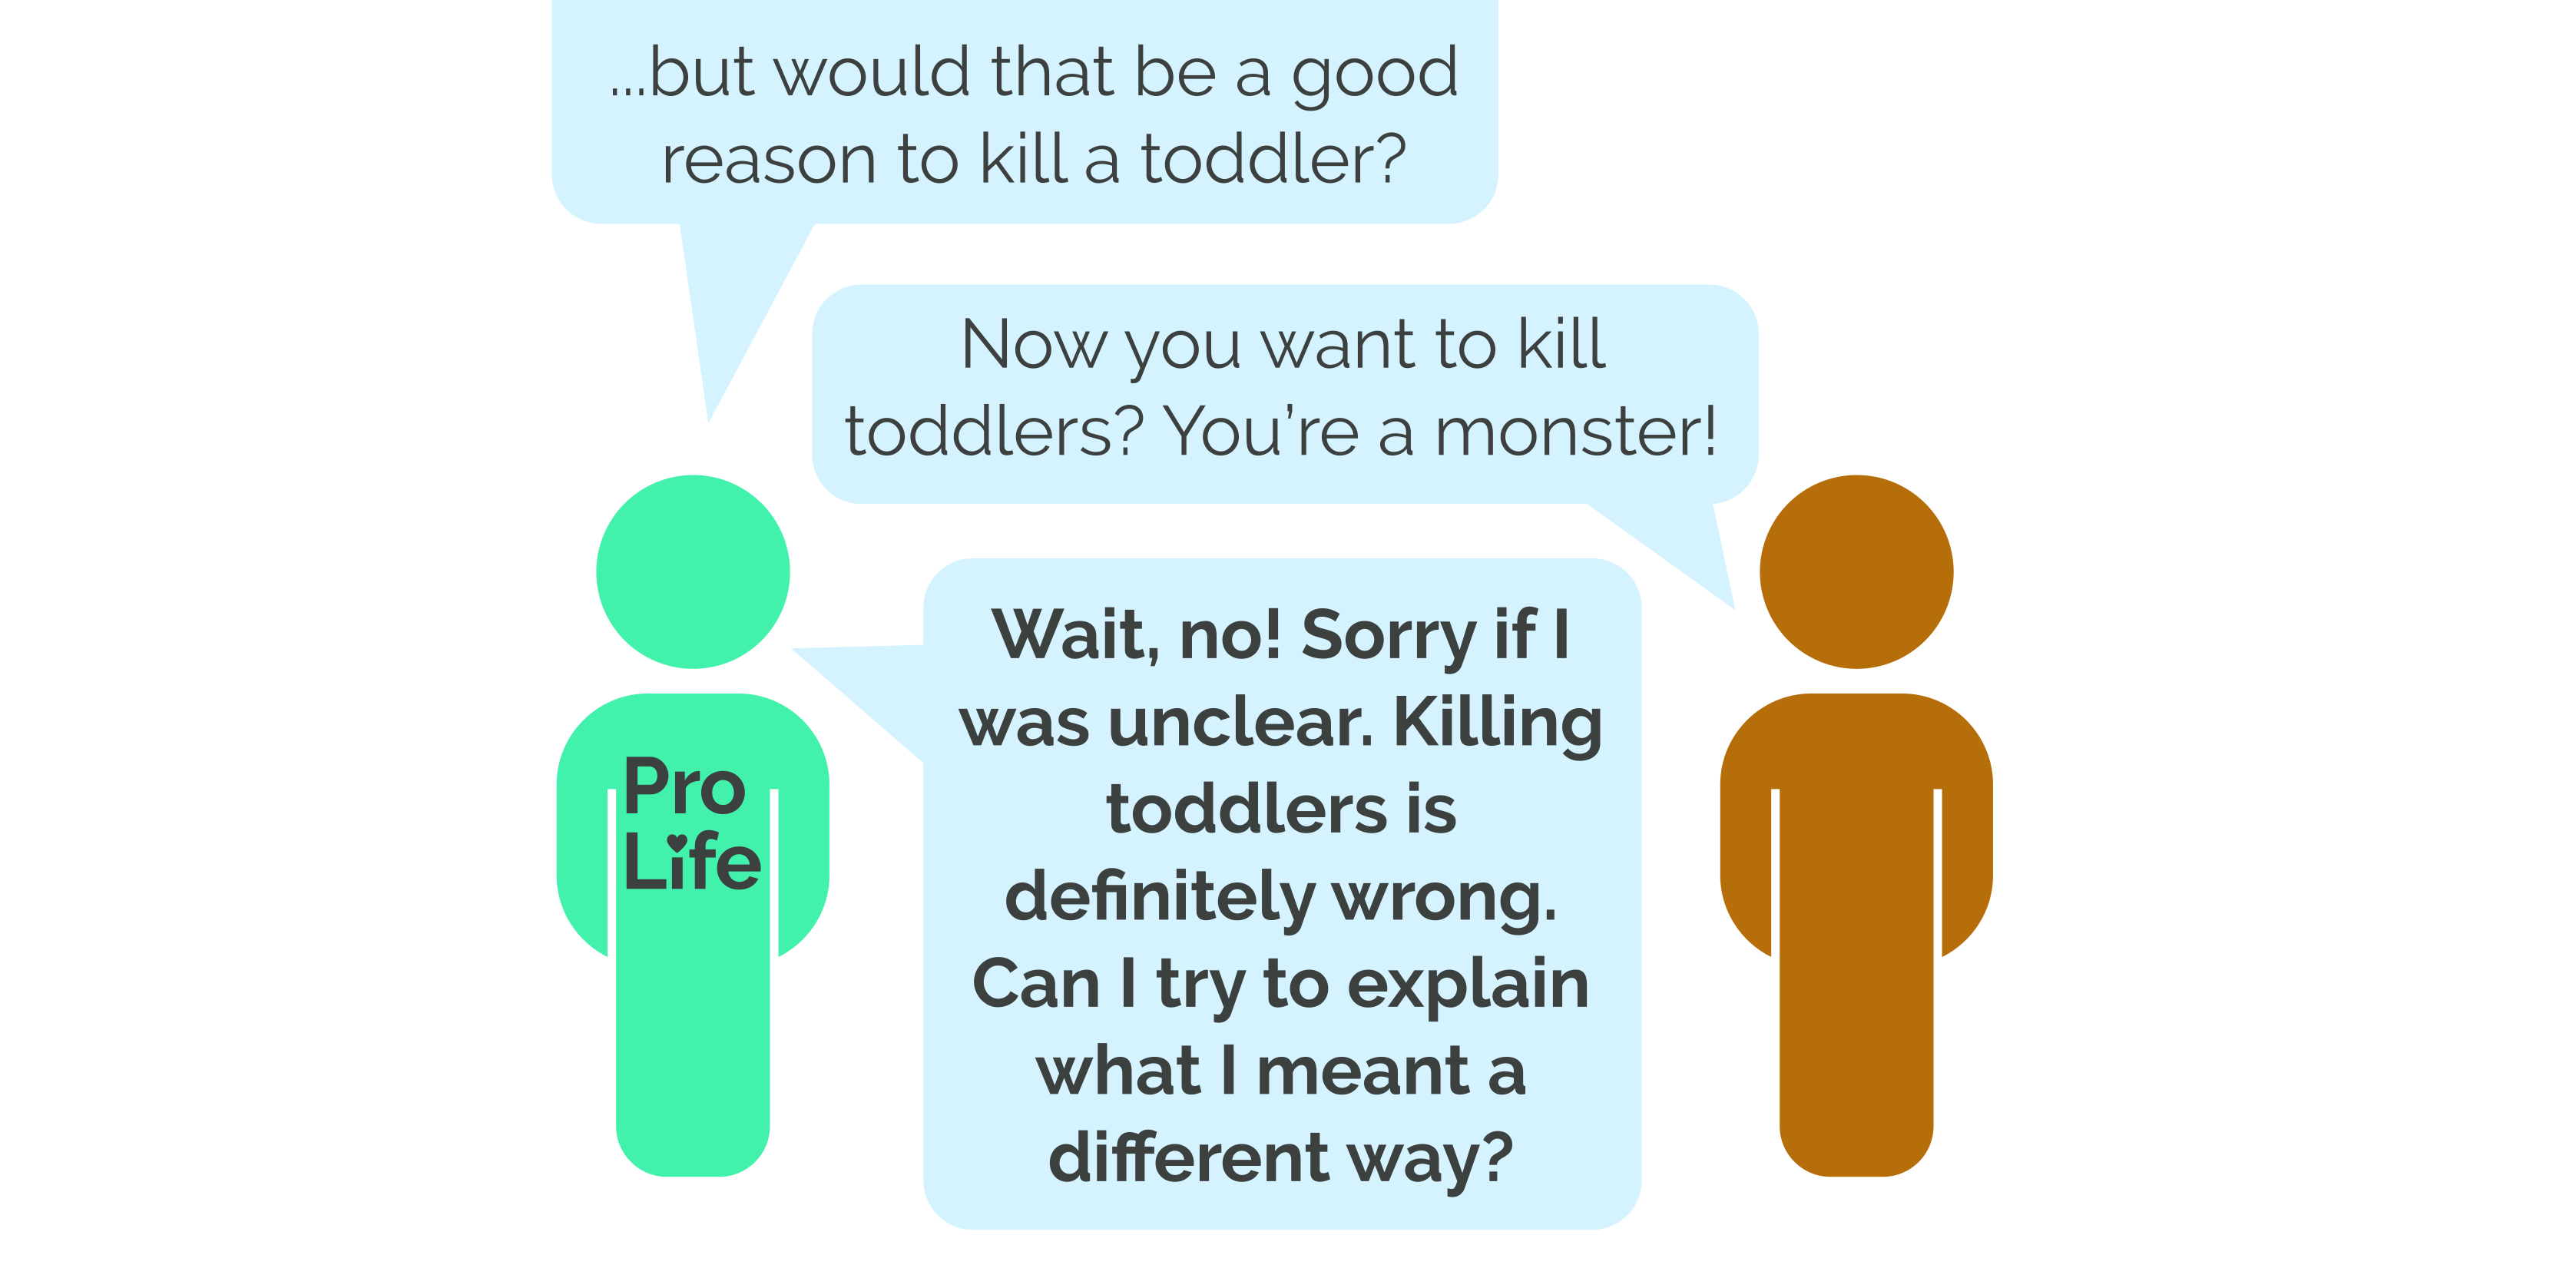 ...but would that be a good
reason to kill a toddler?
Now you want to kill
toddlers? You’re a monster!
Wait, no! Sorry if I
was unclear. Killing
toddlers is
definitely wrong.
Can I try to explain
what I meant a
different way?
Pro
Life